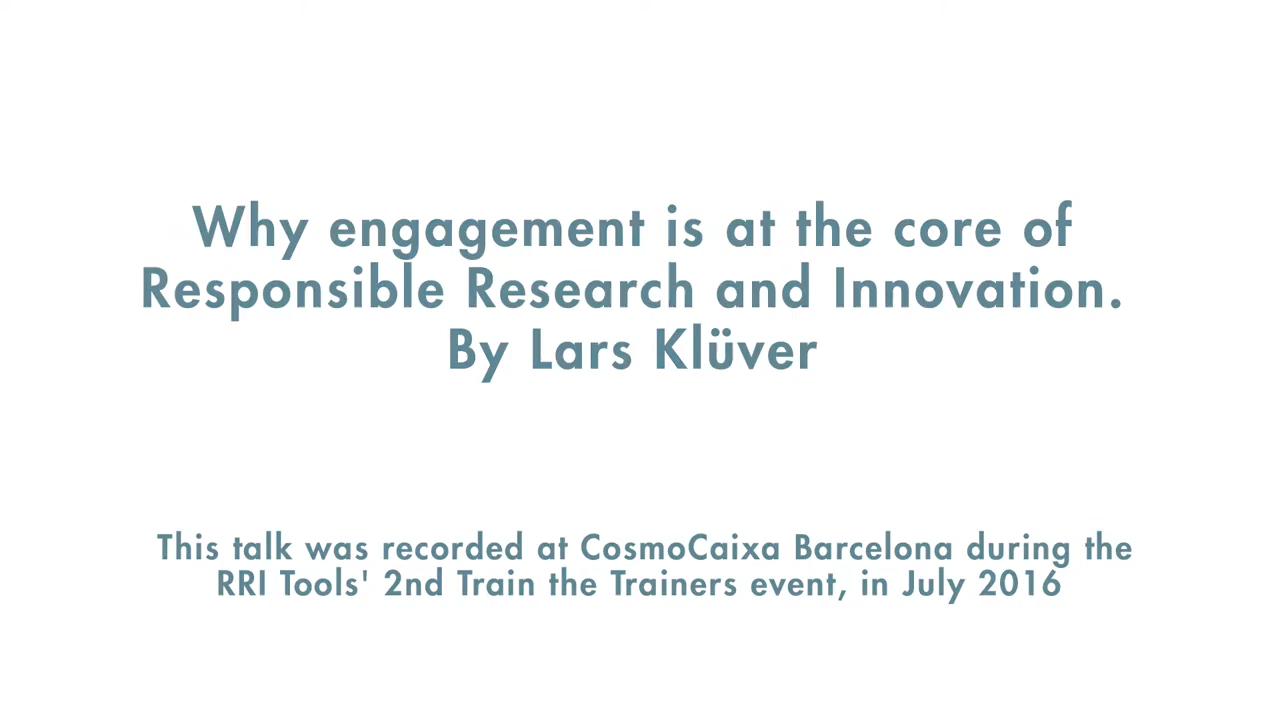 Why engagement is at the core of
Responsible Research and Innovation.
By Lars Klüver
This talk was recorded at CosmoCaixa Barcelona during the
RRI Tools' 2nd Train the Trainers event, in July 2016